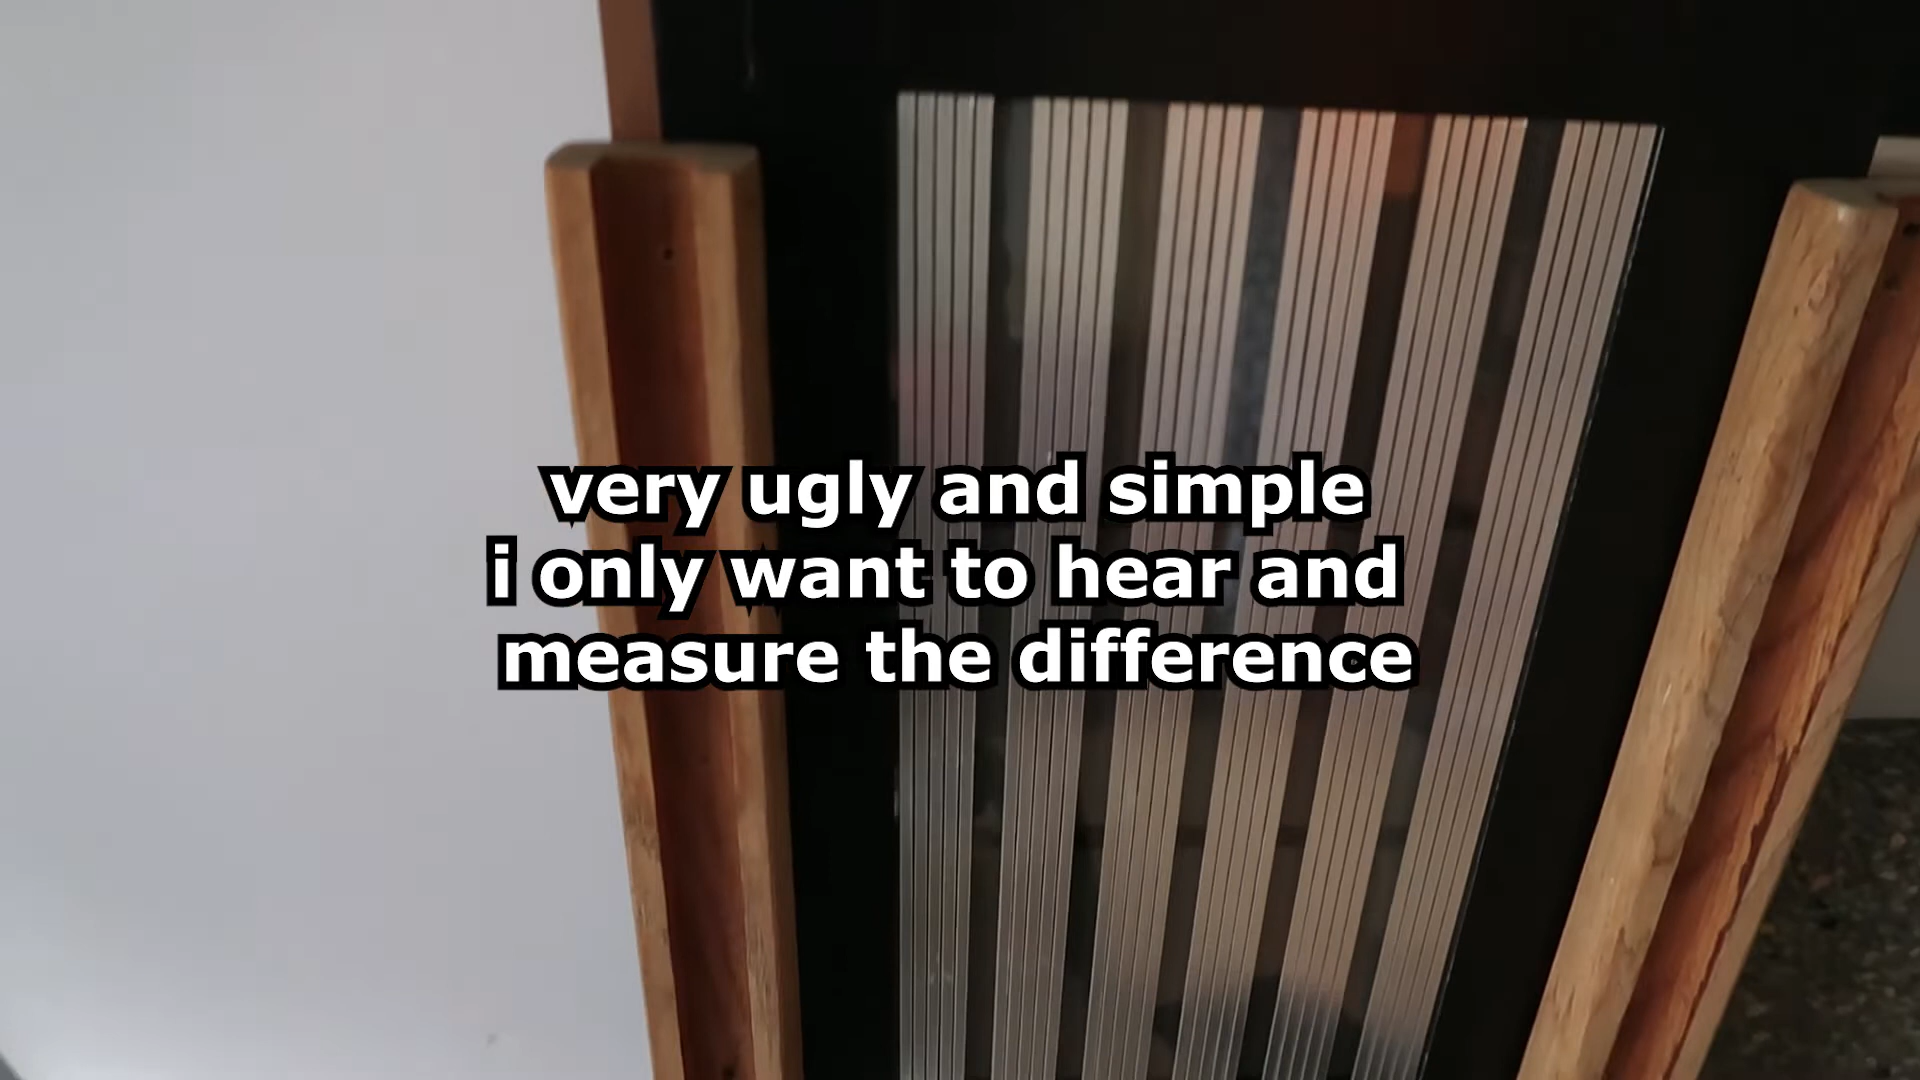 very ugly and simple
i only want to hear and
measure the difference